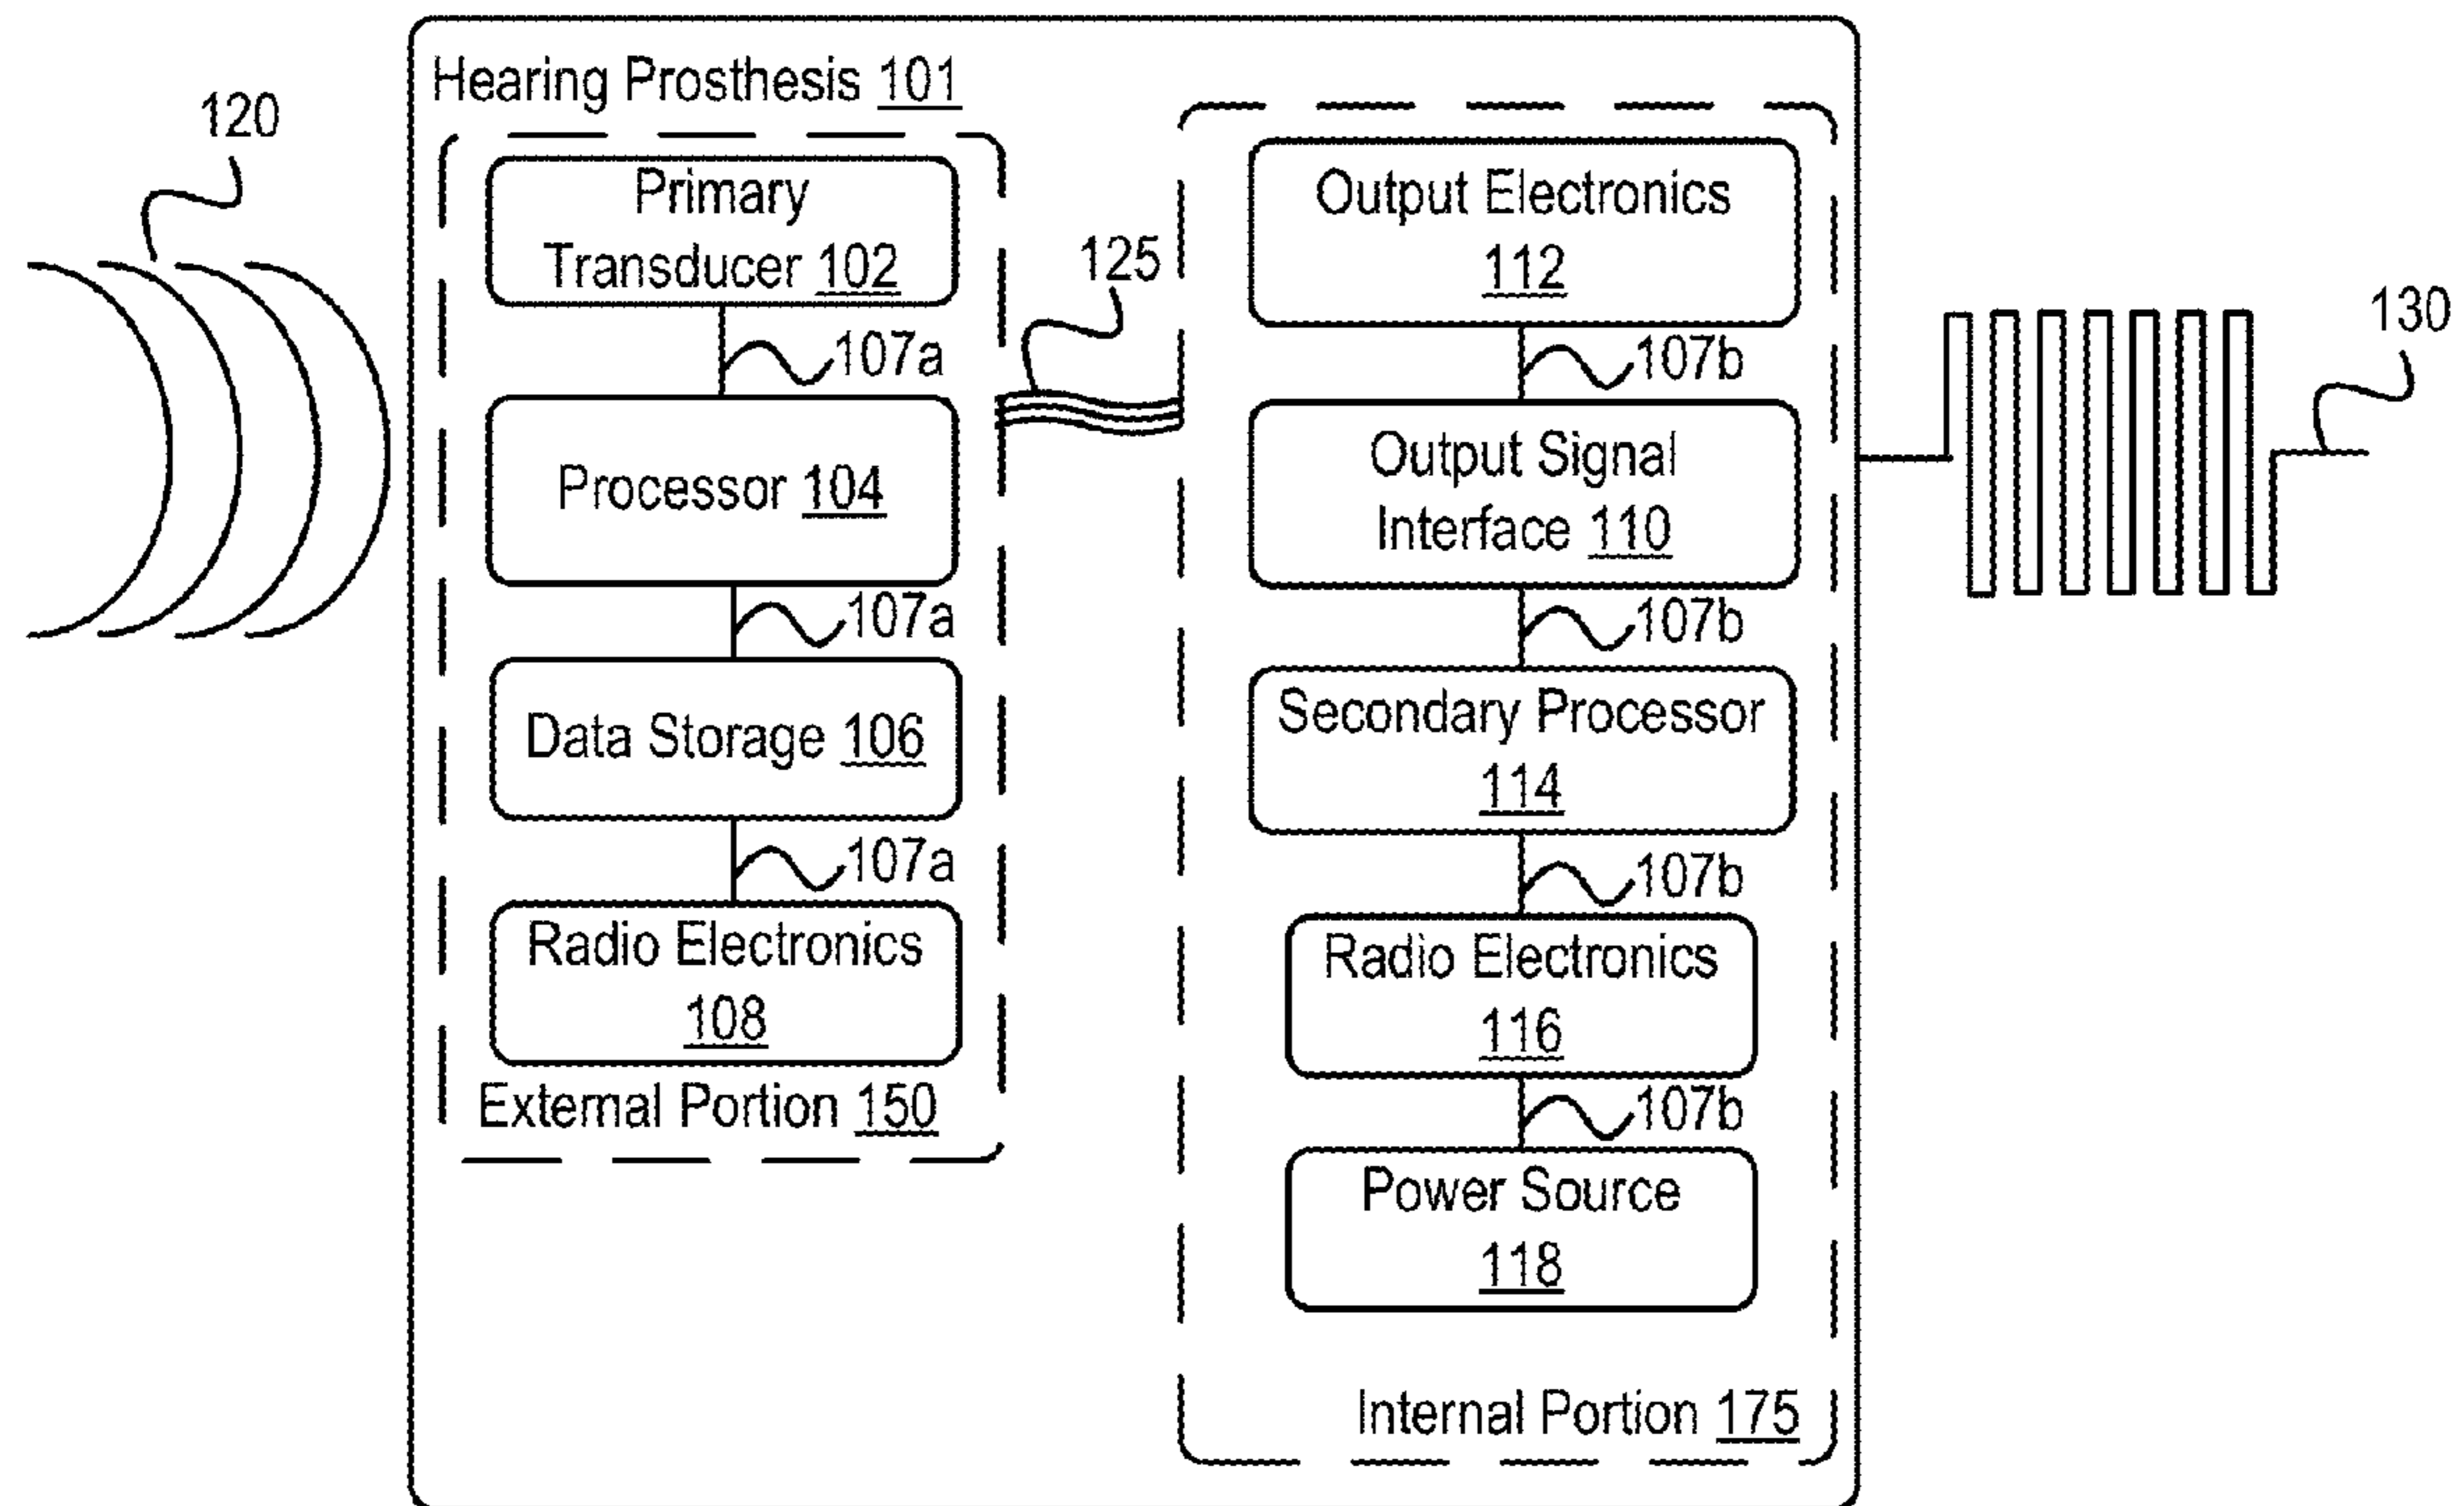 Hearing Prosthesis 101
120
Primary
Transducer 102
107a
Processor 104
107a
Data Storage 106
107a
Radio Electronics
108
External Portion 150
125
Output Electronics
112
107b
Output Signal
Interface 110
107b
Secondary Processor
114
107b
Radio Electronics
116
107b
Power Source
118
Internal Portion 175
130